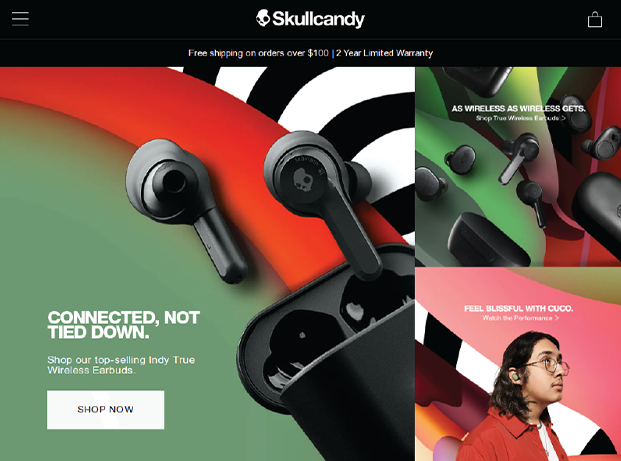 Skullcandy
Free shipping on orders over $100 | 2 Year Limited Warranty
CONNECTED, NOT
TIED DOWN.
Shop our top-selling Indy True
Wireless Earbuds.
SHOP NOW
AS WIRELESS AS WIRELESS GETS.
Shop True Wireless Earbuds >
FEEL BLISSFUL WITH CUCO.
Watch the Performance >